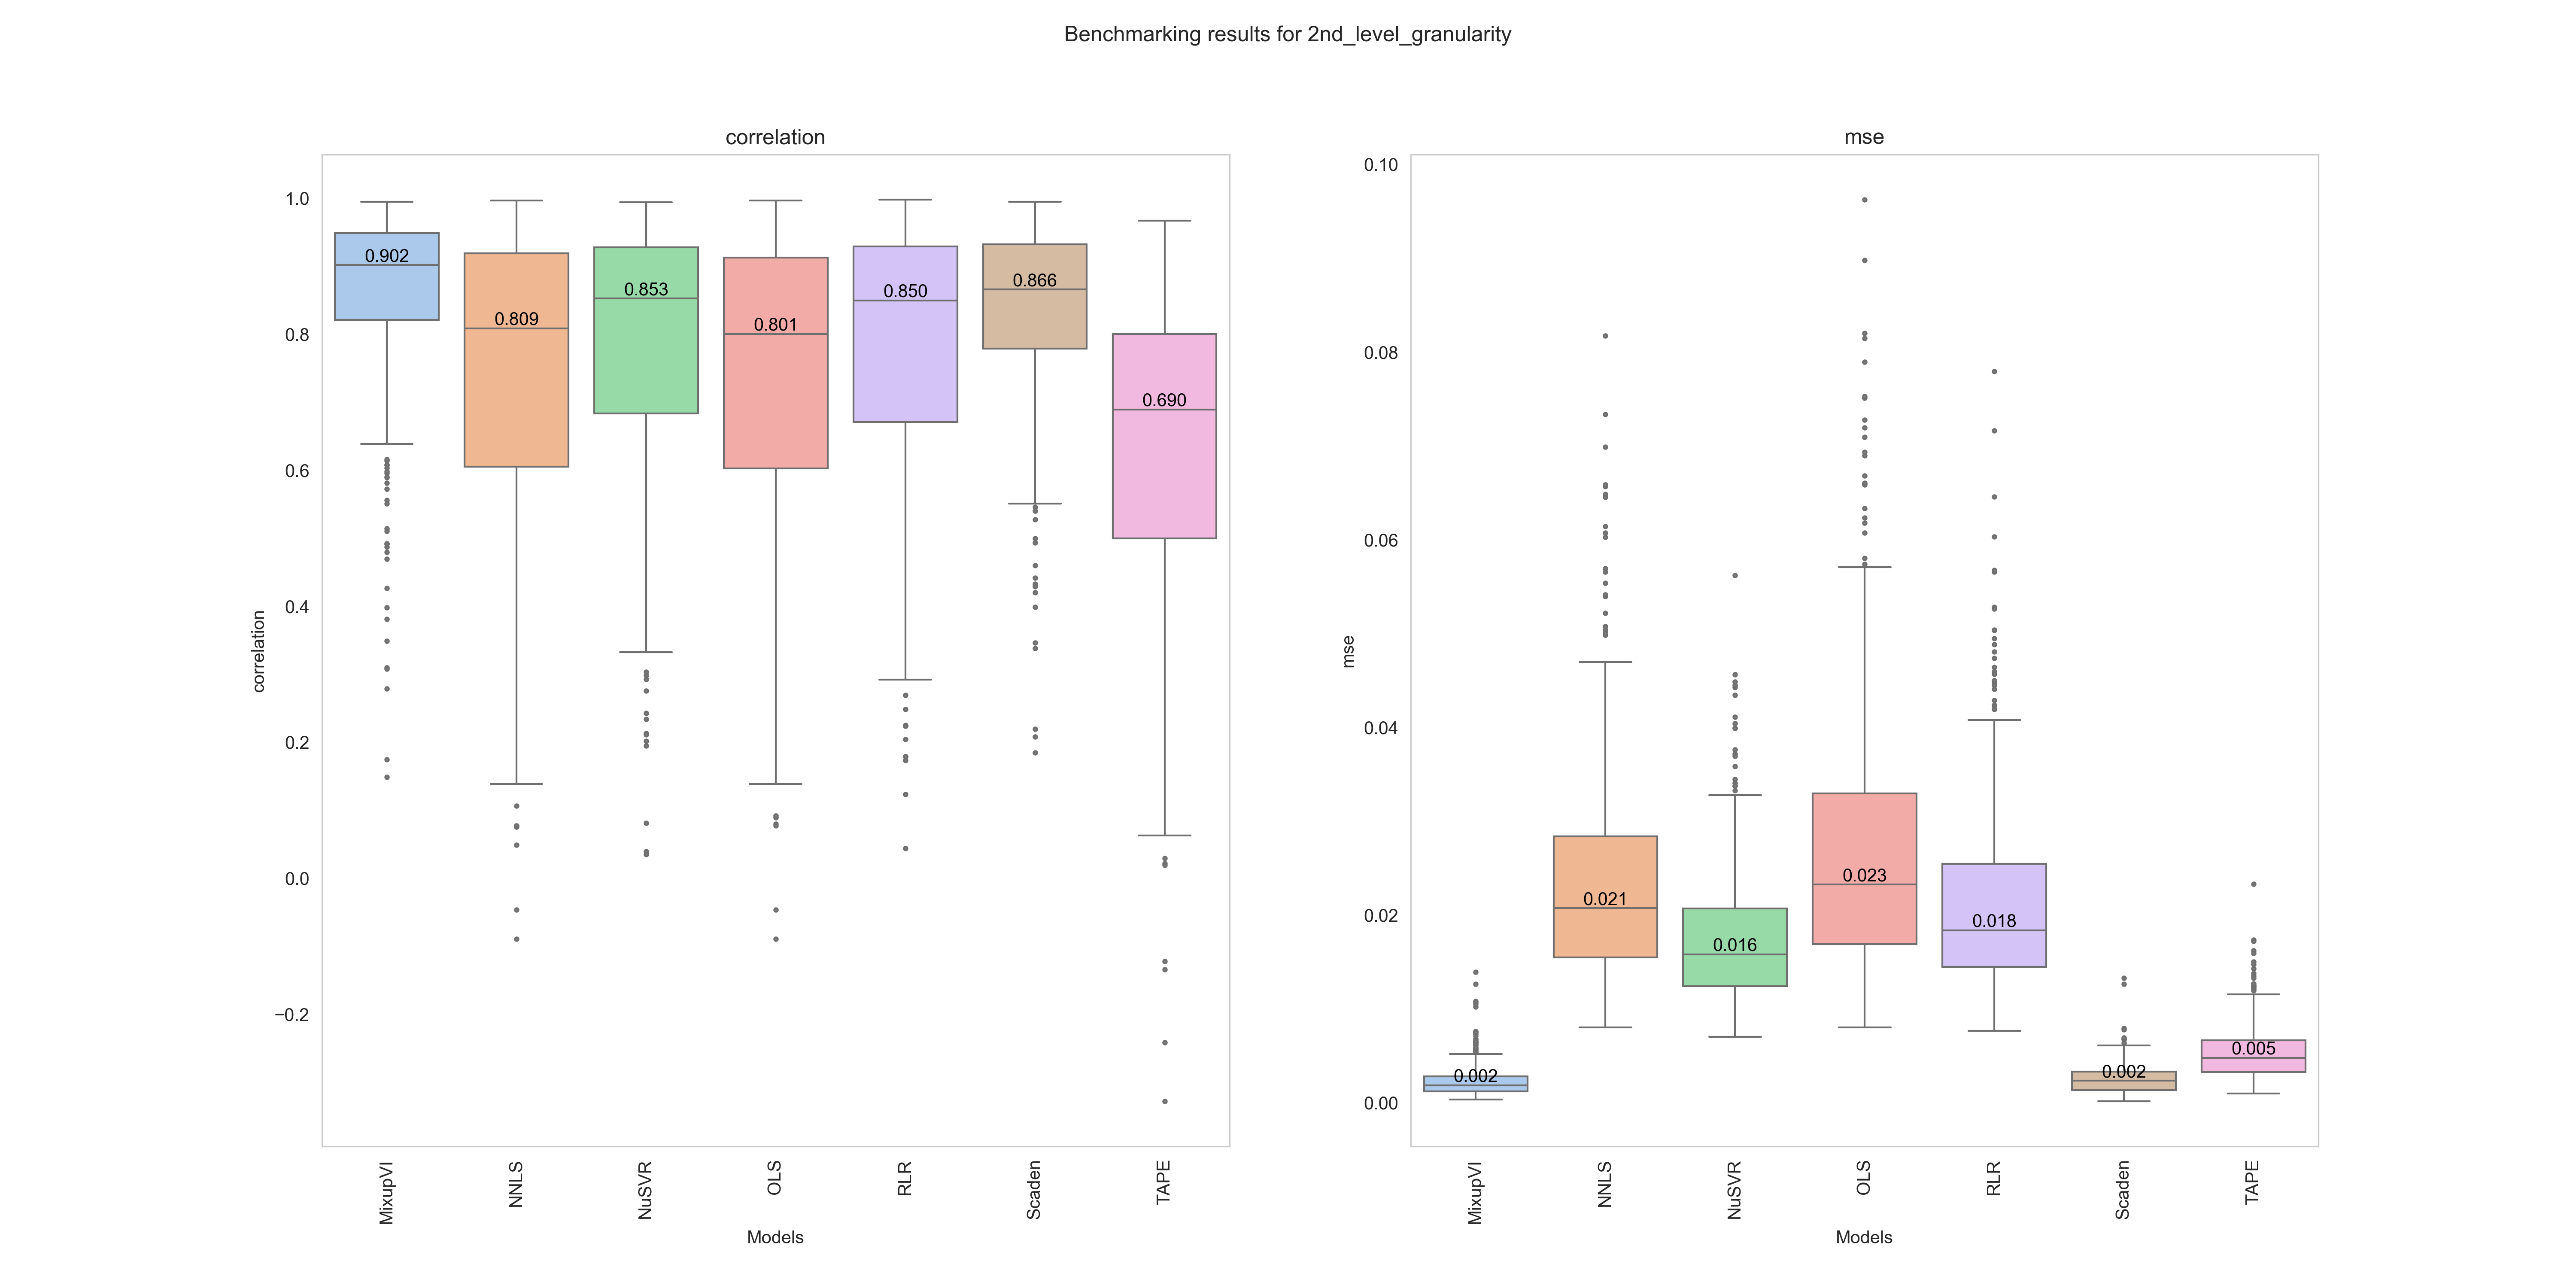 Benchmarking results for 2nd_level_granularity
correlation
1.0
0.8
0.6
0.4
0.2
0.0
−0.2
correlation
0.902
0.809
0.853
0.801
0.850
0.866
0.690
MixupVI
NNLS
NuSVR
OLS
RLR
Scaden
TAPE
Models
mse
0.10
0.08
0.06
0.04
0.02
0.00
mse
0.002
0.021
0.016
0.023
0.018
0.002
0.005
MixupVI
NNLS
NuSVR
OLS
RLR
Scaden
TAPE
Models